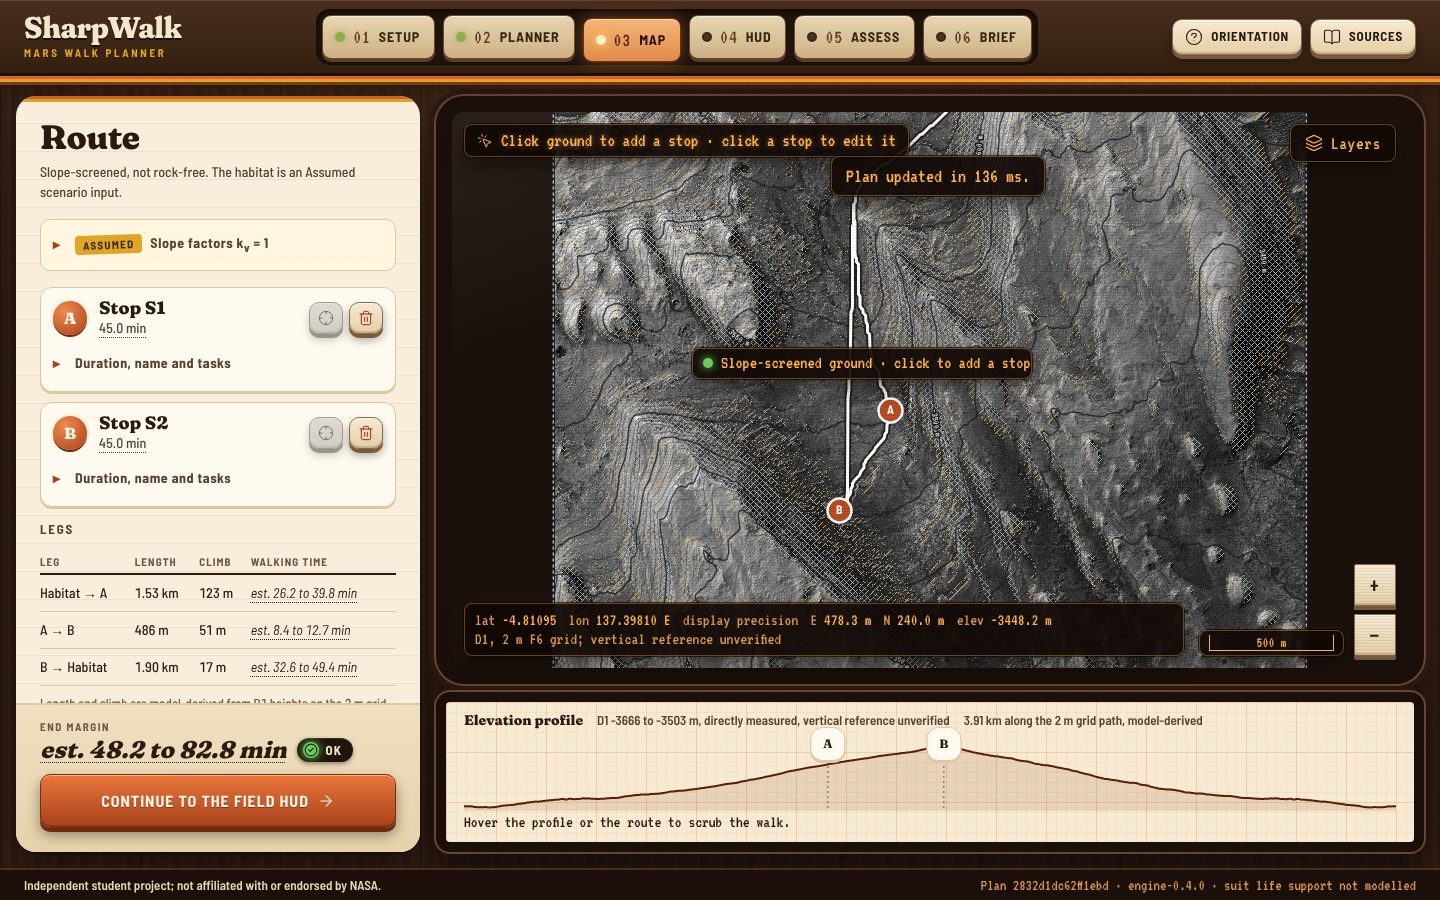 SharpWalk
MARS WALK PLANNER
01 SETUP
02 PLANNER
03 MAP
04 HUD
05 ASSESS
06 BRIEF
ORIENTATION
SOURCES
Route
Slope-screened, not rock-free. The habitat is an Assumed
scenario input.
ASSUMED Slope factors kv = 1
A
Stop S1
45.0 min
Duration, name and tasks
B
Stop S2
45.0 min
Duration, name and tasks
LEGS
LEG LENGTH CLIMB WALKING TIME
Habitat → A 1.53 km 123 m est. 26.2 to 39.8 min
A → B 486 m 51 m est. 8.4 to 12.7 min
B → Habitat 1.90 km 17 m est. 32.6 to 49.4 min
END MARGIN
est. 48.2 to 82.8 min OK
CONTINUE TO THE FIELD HUD →
Click ground to add a stop · click a stop to edit it
Layers
Plan updated in 136 ms.
Slope-screened ground · click to add a stop
A
B
lat -4.81095 lon 137.39810 E display precision E 478.3 m N 240.0 m elev -3448.2 m
D1, 2 m F6 grid; vertical reference unverified
500 m
+
−
Elevation profile D1 -3666 to -3503 m, directly measured, vertical reference unverified 3.91 km along the 2 m grid path, model-derived
A
B
Hover the profile or the route to scrub the walk.
Independent student project; not affiliated with or endorsed by NASA.
Plan 2832d1dc62ff1ebd · engine-0.4.0 · suit life support not modelled